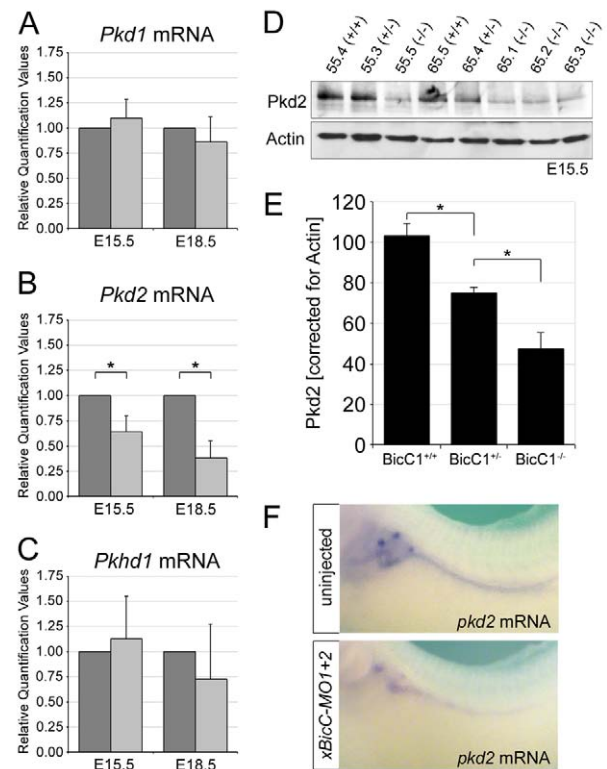 A
Pkd1 mRNA
Relative Quantification Values
1.75
1.50
1.25
1.00
0.75
0.50
0.25
0.00
E15.5 E18.5
B
Pkd2 mRNA
Relative Quantification Values
1.75
1.50
1.25
1.00
0.75
0.50
0.25
0.00
* *
E15.5 E18.5
C
Pkhd1 mRNA
Relative Quantification Values
1.75
1.50
1.25
1.00
0.75
0.50
0.25
0.00
E15.5 E18.5
D
55.4 (+/+) 55.3 (+/-) 55.5 (-/-) 65.5 (+/+) 65.4 (+/-) 65.1 (-/-) 65.2 (-/-) 65.3 (-/-)
Pkd2
Actin
E15.5
E
Pkd2 [corrected for Actin]
120
100
80
60
40
20
0
* *
BicC1+/+ BicC1+/- BicC1-/-
F
uninjected
pkd2 mRNA
xBicC-MO1+2
pkd2 mRNA